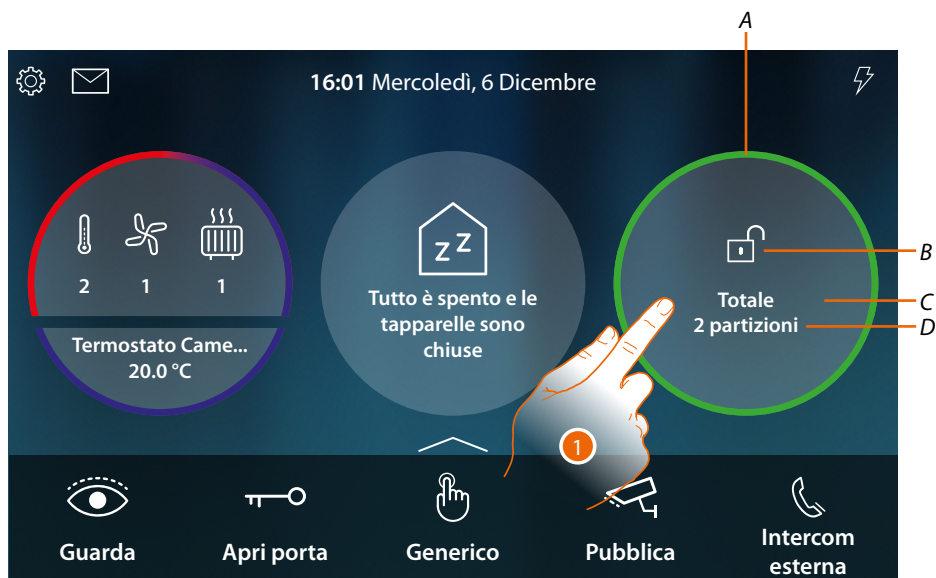 A
16:01 Mercoledì, 6 Dicembre
2 1 1
Termostato Came...
20.0 °C
z Z
Tutto è spento e le
tapparelle sono
chiuse
B
Totale
C
2 partizioni
D
1
Guarda
Apri porta
Generico
Pubblica
Intercom
esterna